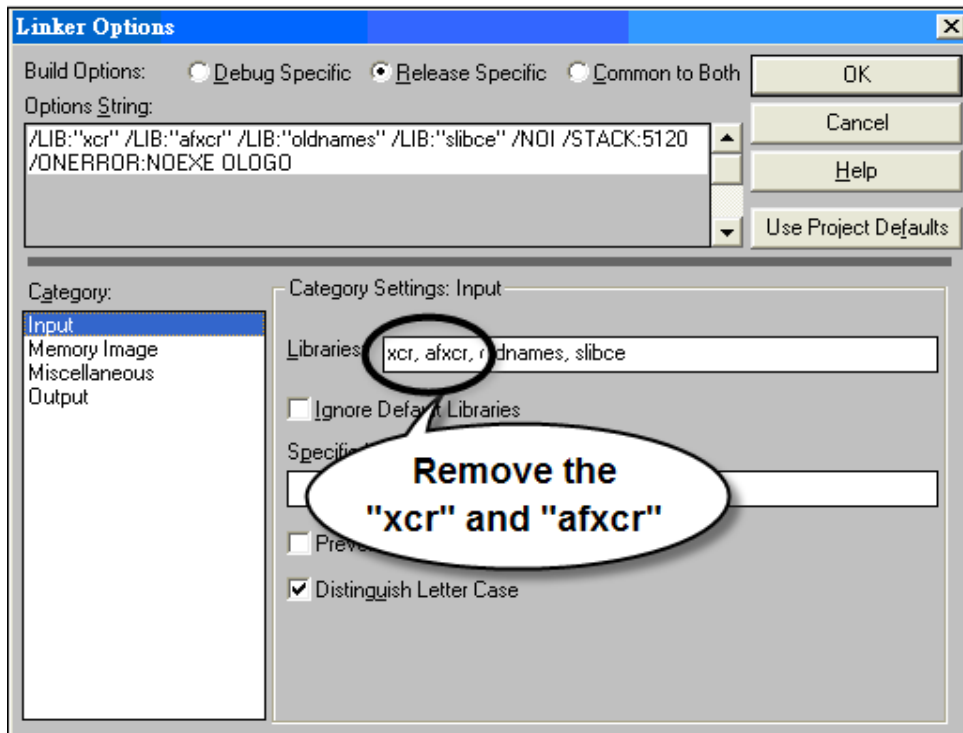 Linker Options
Build Options: Debug Specific Release Specific Common to Both
OK
Options String:
/LIB:"xcr" /LIB:"afxcr" /LIB:"oldnames" /LIB:"slibce" /NOI /STACK:5120
/ONERROR:NOEXE OLOGO
Cancel
Help
Use Project Defaults
Category:
Input
Memory Image
Miscellaneous
Output
Category Settings: Input
Libraries xcr, afxcr, dnames, slibce
Ignore Default Libraries
Remove the
"xcr" and "afxcr"
Distinguish Letter Case